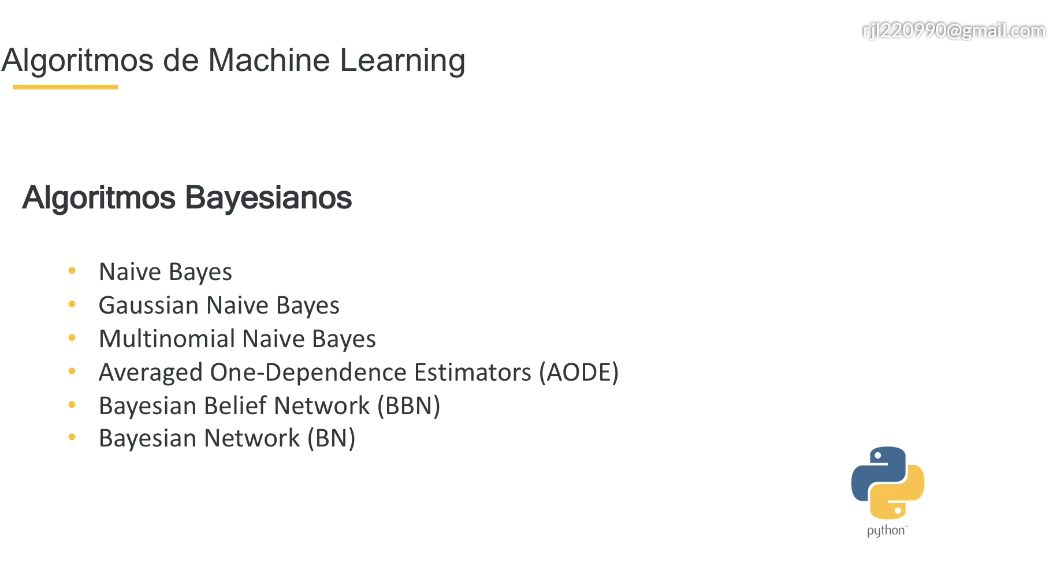 rjl220990@gmail.com
Algoritmos de Machine Learning
Algoritmos Bayesianos
• Naive Bayes
• Gaussian Naive Bayes
• Multinomial Naive Bayes
• Averaged One-Dependence Estimators (AODE)
• Bayesian Belief Network (BBN)
• Bayesian Network (BN)
python™